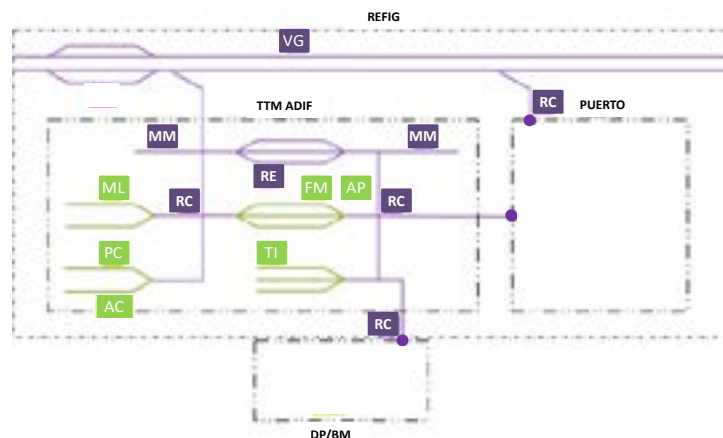 REFIG
VG
TTM ADIF
RC
PUERTO
MM
MM
RE
ML
RC
FM
AP
RC
PC
TI
AC
RC
DP/BM